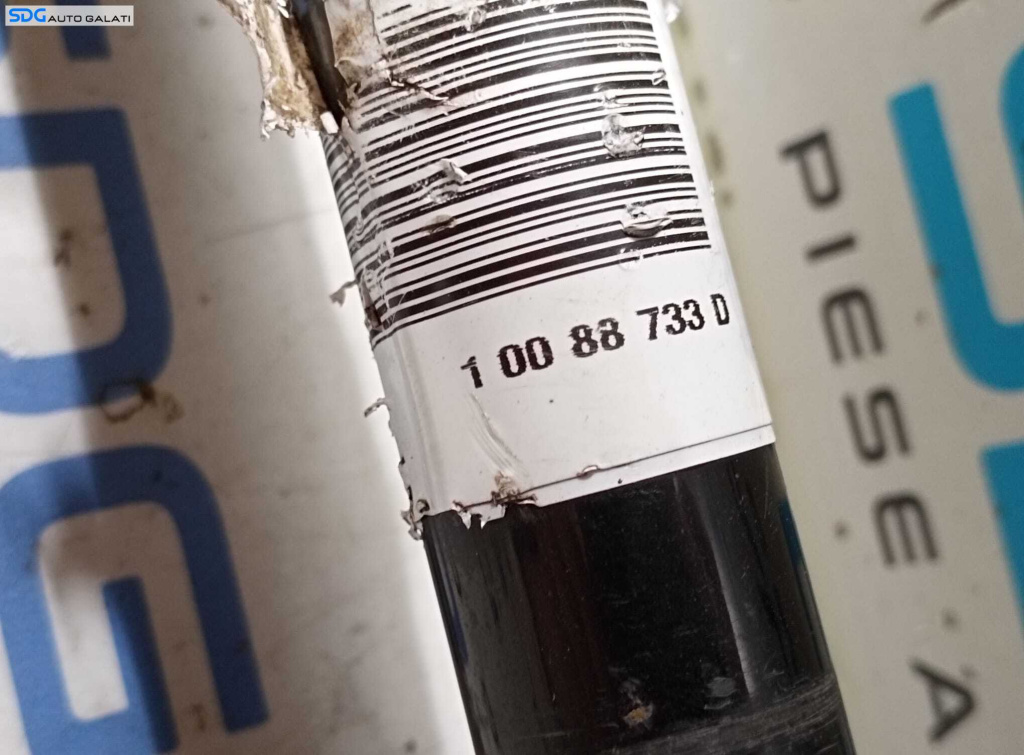 SDG AUTO GALATI
1 00 88 733 D
PIESE A